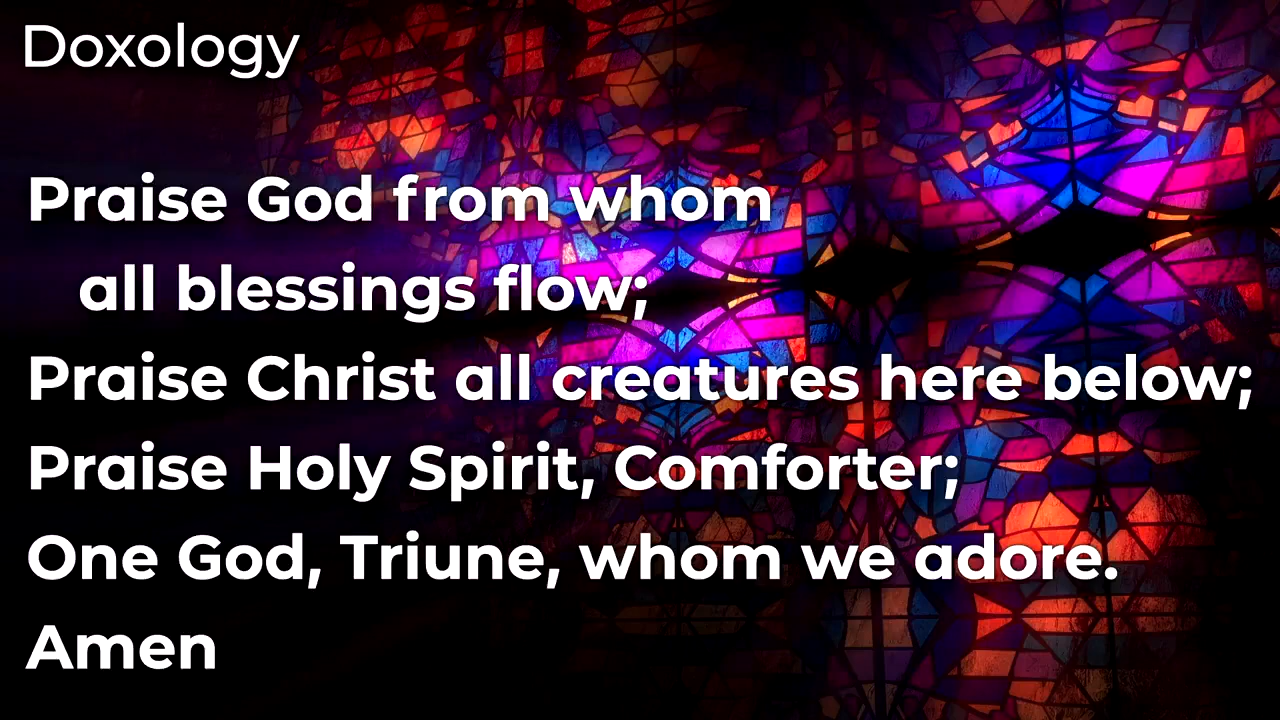 Doxology
Praise God from whom
all blessings flow;
Praise Christ all creatures here below;
Praise Holy Spirit, Comforter;
One God, Triune, whom we adore.
Amen